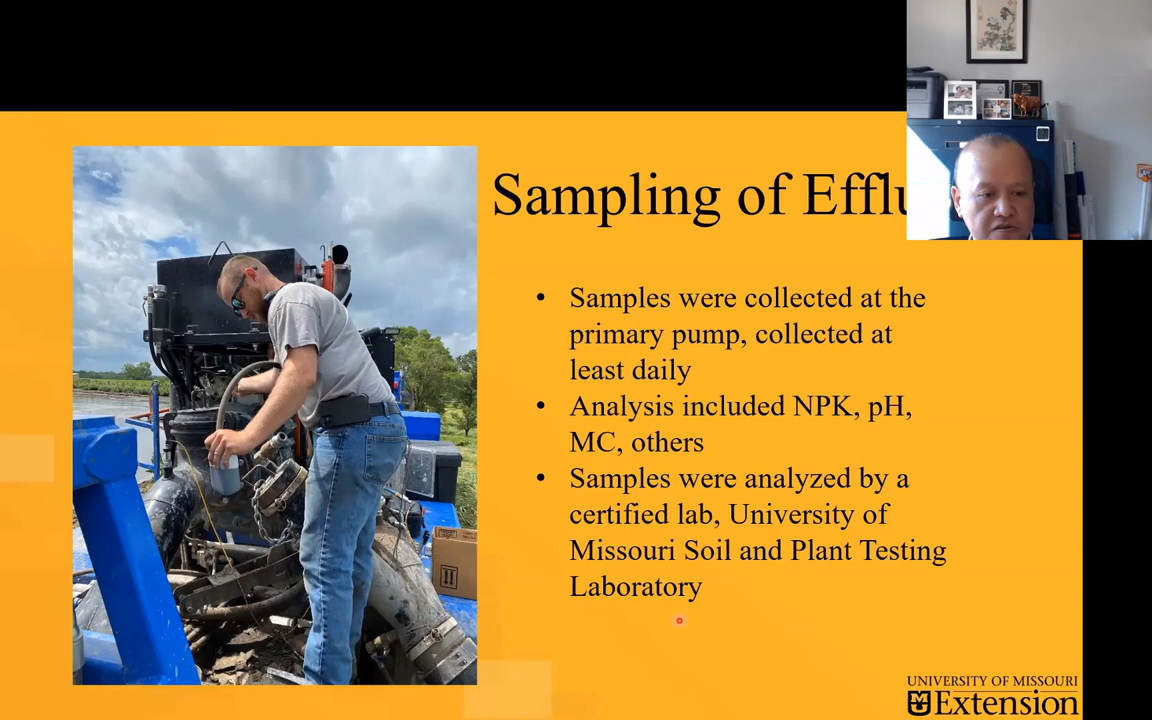 Sampling of Efflu
• Samples were collected at the
primary pump, collected at
least daily
• Analysis included NPK, pH,
MC, others
• Samples were analyzed by a
certified lab, University of
Missouri Soil and Plant Testing
Laboratory
UNIVERSITY OF MISSOURI
Extension